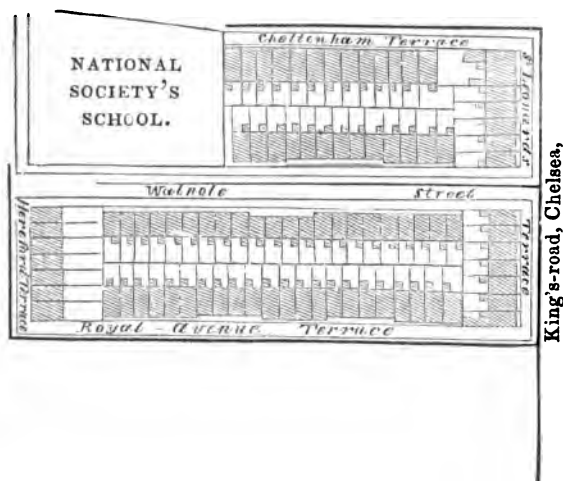 Cheltenham Terrace
NATIONAL
SOCIETY'S
SCHOOL.
St Leonards
Walpole Street
Hereford Terrace
Terrace
Royal - Avenue Terrace
King's-road, Chelsea,